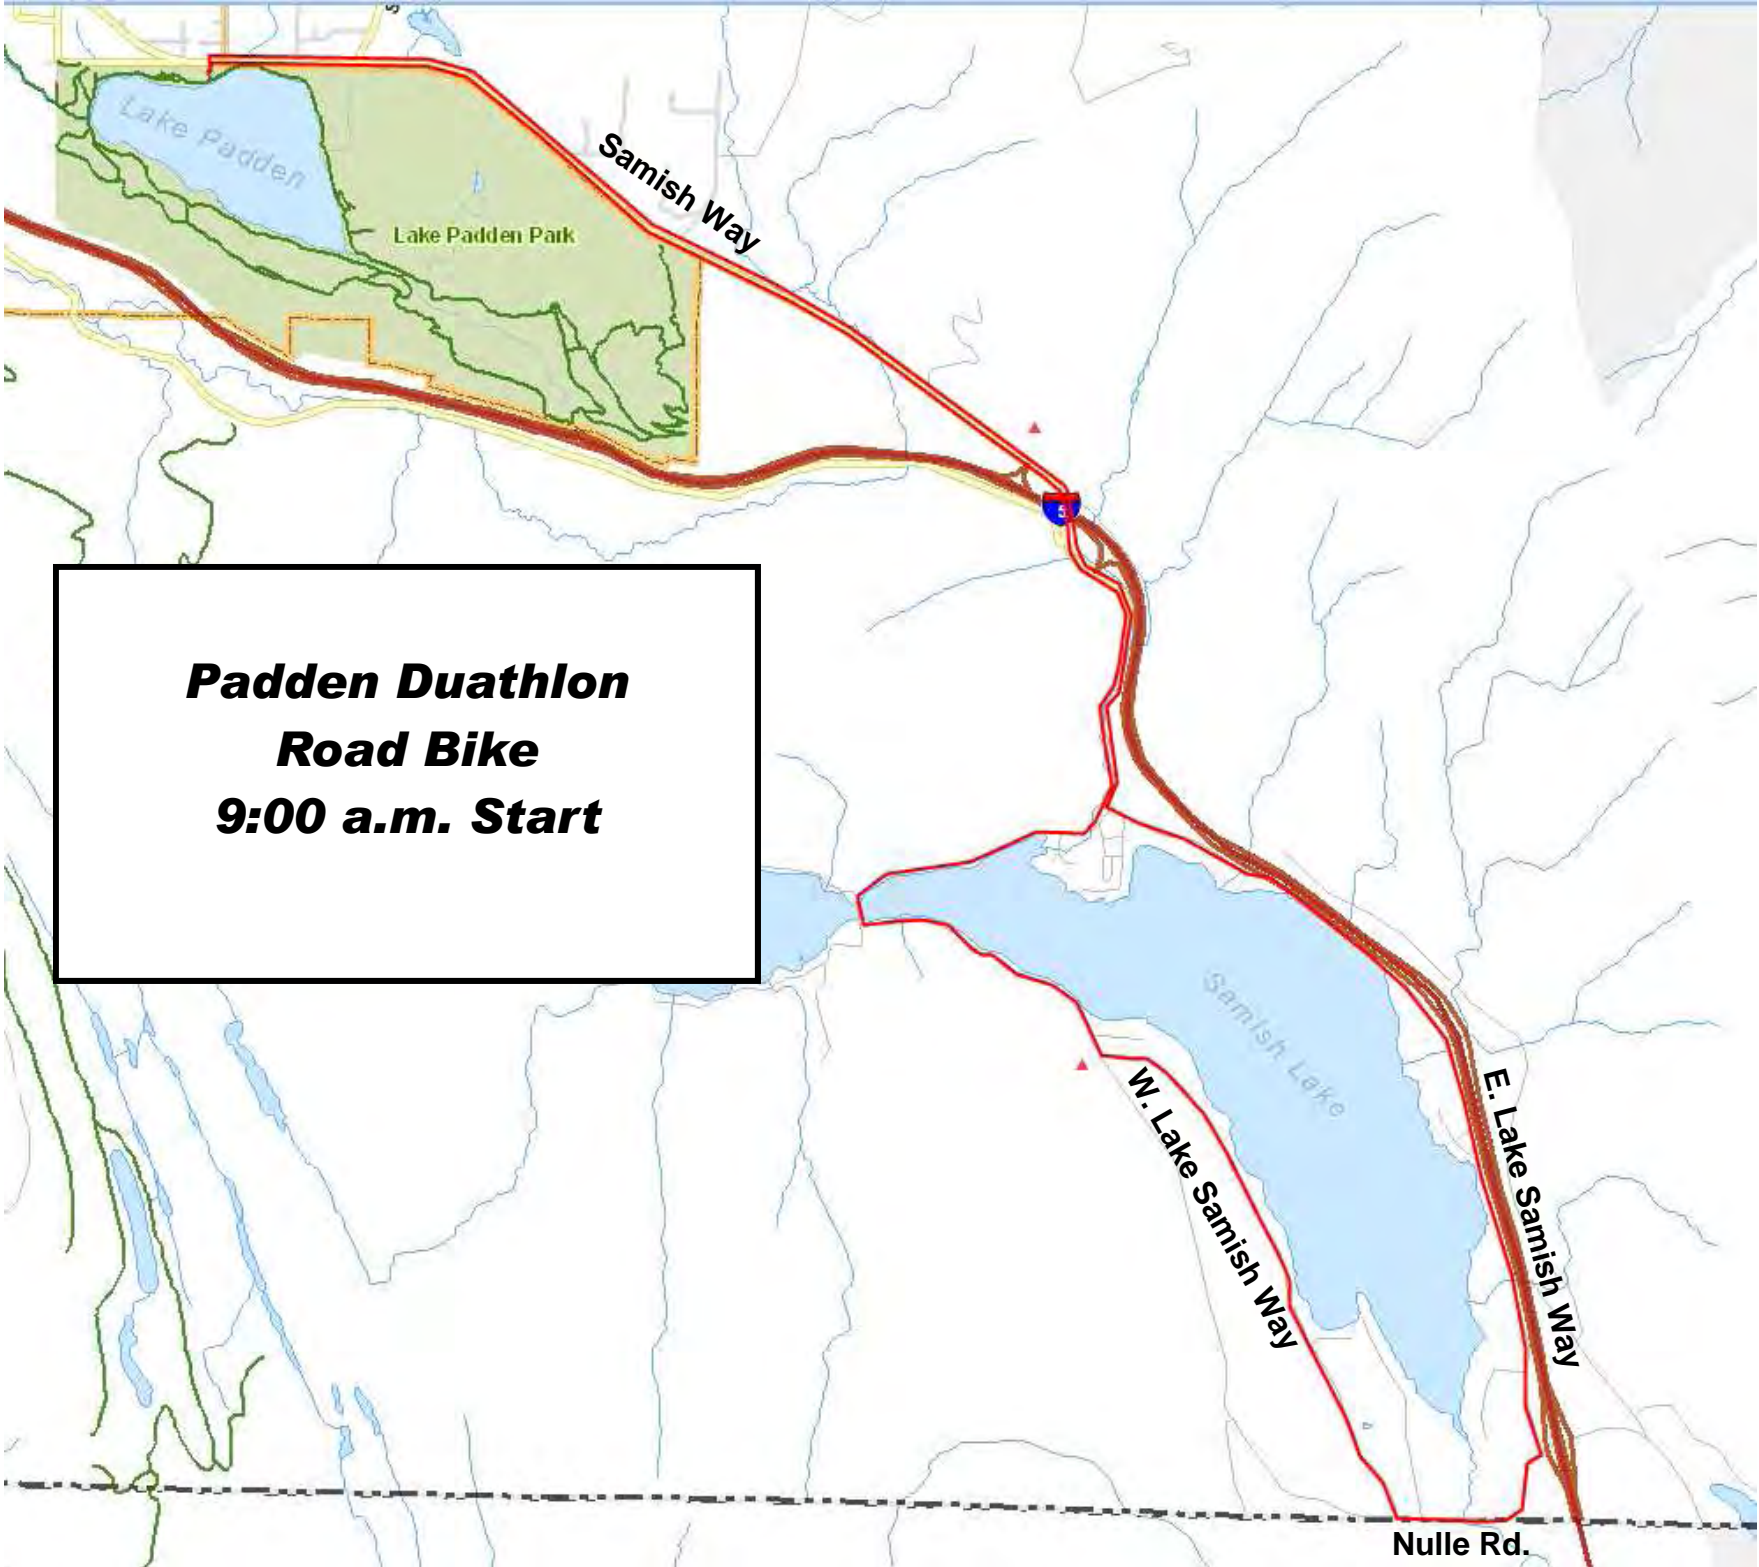 S
Lake Padden
Samish Way
Lake Padden Park
5
Padden Duathlon
Road Bike
9:00 a.m. Start
Samish Lake
W. Lake Samish Way
E. Lake Samish Way
Nulle Rd.